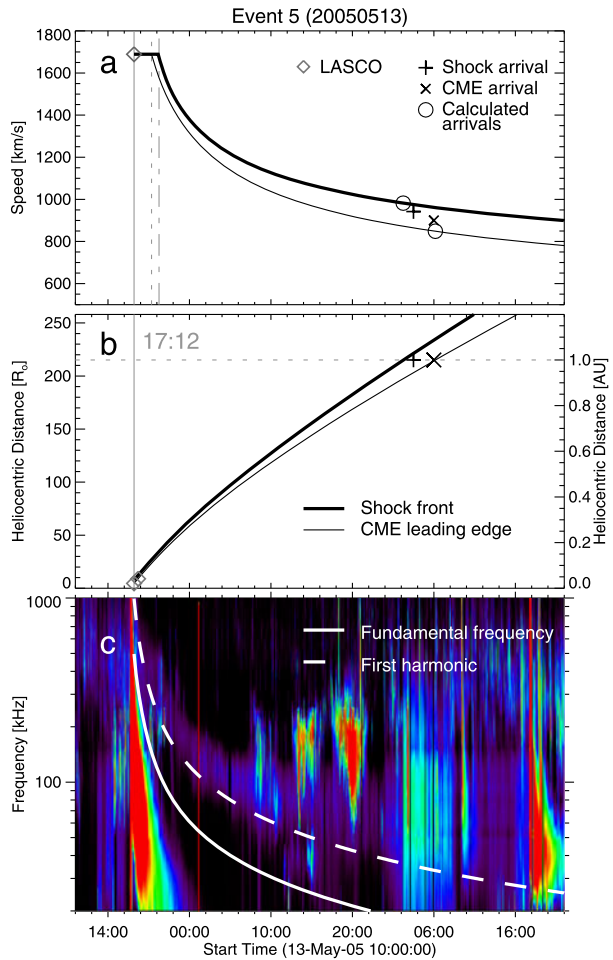 Event 5 (20050513)
1800
1600
1400
1200
1000
800
600
Speed [km/s]
a
LASCO
Shock arrival
CME arrival
Calculated
arrivals
250
200
150
100
50
0
Heliocentric Distance [R₀]
b
17:12
1.0
0.8
0.6
0.4
0.2
0.0
Heliocentric Distance [AU]
Shock front
CME leading edge
1000
100
Frequency [kHz]
c
Fundamental frequency
First harmonic
14:00 00:00 10:00 20:00 06:00 16:00
Start Time (13-May-05 10:00:00)